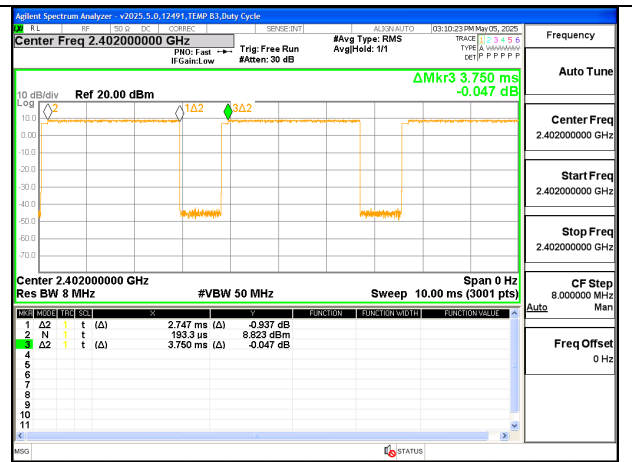 Agilent Spectrum Analyzer - v2025.5.0,12491,TEMP B3,Duty Cycle
RL RF 50 Ω DC CORREC SENSE:INT ALIGN AUTO 03:10:23 PM May 05, 2025
Center Freq 2.402000000 GHz
PNO: Fast
IFGain:Low
Trig: Free Run
#Atten: 30 dB
#Avg Type: RMS
Avg|Hold: 1/1
TRACE 1 2 3 4 5 6
TYPE A WWWWW
DET P P P P P P
ΔMkr3 3.750 ms
-0.047 dB
10 dB/div Ref 20.00 dBm
Log
2 1Δ2 3Δ2
10.0
0.00
-10.0
-20.0
-30.0
-40.0
-50.0
-60.0
-70.0
Center 2.402000000 GHz Span 0 Hz
Res BW 8 MHz #VBW 50 MHz Sweep 10.00 ms (3001 pts)
MKR MODE TRC SCL X Y FUNCTION FUNCTION WIDTH FUNCTION VALUE
1 Δ2 1 t (Δ) 2.747 ms (Δ) -0.937 dB
2 N 1 t 193.3 µs 8.823 dBm
3 Δ2 1 t (Δ) 3.750 ms (Δ) -0.047 dB
4
5
6
7
8
9
10
11
MSG STATUS
Frequency
Auto Tune
Center Freq
2.402000000 GHz
Start Freq
2.402000000 GHz
Stop Freq
2.402000000 GHz
CF Step
8.000000 MHz
Auto Man
Freq Offset
0 Hz